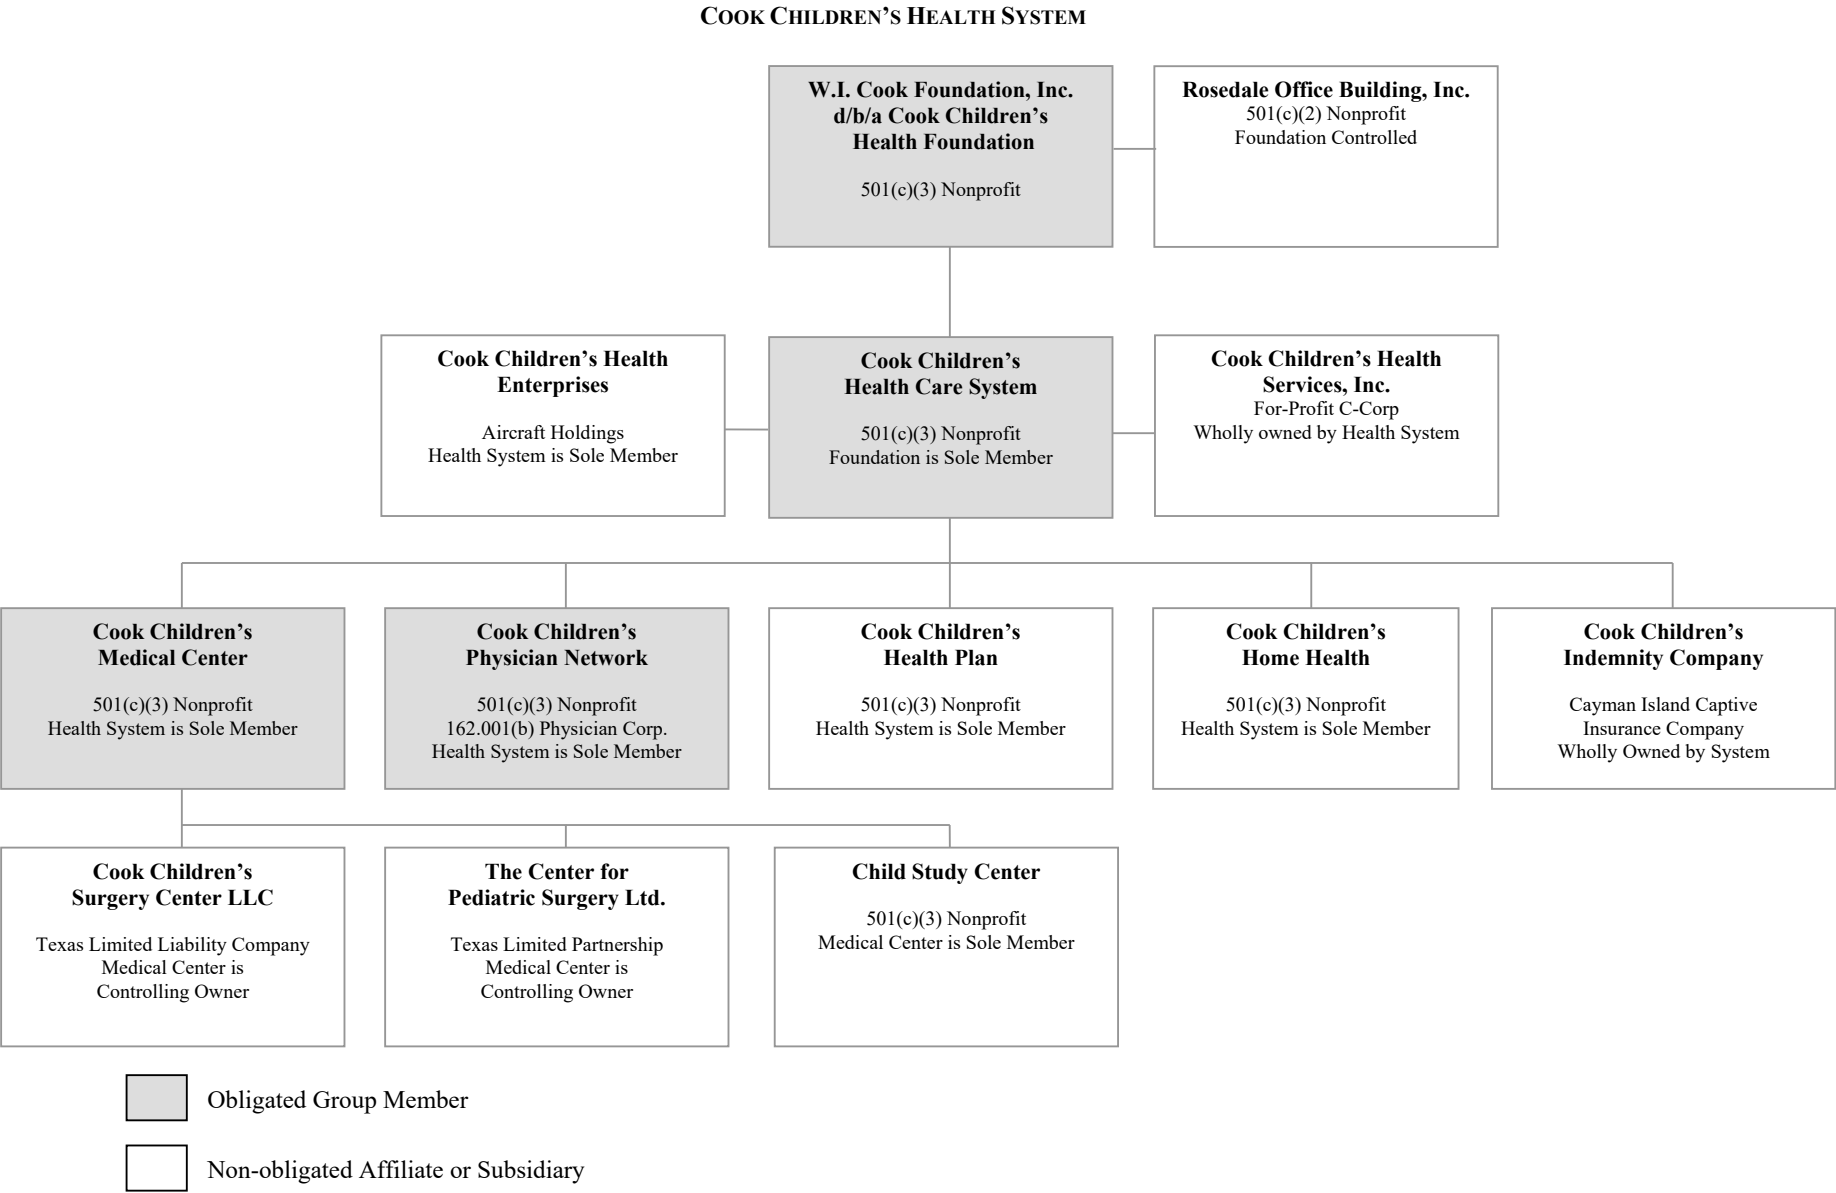 COOK CHILDREN’S HEALTH SYSTEM
W.I. Cook Foundation, Inc.
d/b/a Cook Children’s
Health Foundation
501(c)(3) Nonprofit
Rosedale Office Building, Inc.
501(c)(2) Nonprofit
Foundation Controlled
Cook Children’s Health
Enterprises
Aircraft Holdings
Health System is Sole Member
Cook Children’s
Health Care System
501(c)(3) Nonprofit
Foundation is Sole Member
Cook Children’s Health
Services, Inc.
For-Profit C-Corp
Wholly owned by Health System
Cook Children’s
Medical Center
501(c)(3) Nonprofit
Health System is Sole Member
Cook Children’s
Physician Network
501(c)(3) Nonprofit
162.001(b) Physician Corp.
Health System is Sole Member
Cook Children’s
Health Plan
501(c)(3) Nonprofit
Health System is Sole Member
Cook Children’s
Home Health
501(c)(3) Nonprofit
Health System is Sole Member
Cook Children’s
Indemnity Company
Cayman Island Captive
Insurance Company
Wholly Owned by System
Cook Children’s
Surgery Center LLC
Texas Limited Liability Company
Medical Center is
Controlling Owner
The Center for
Pediatric Surgery Ltd.
Texas Limited Partnership
Medical Center is
Controlling Owner
Child Study Center
501(c)(3) Nonprofit
Medical Center is Sole Member
Obligated Group Member
Non-obligated Affiliate or Subsidiary